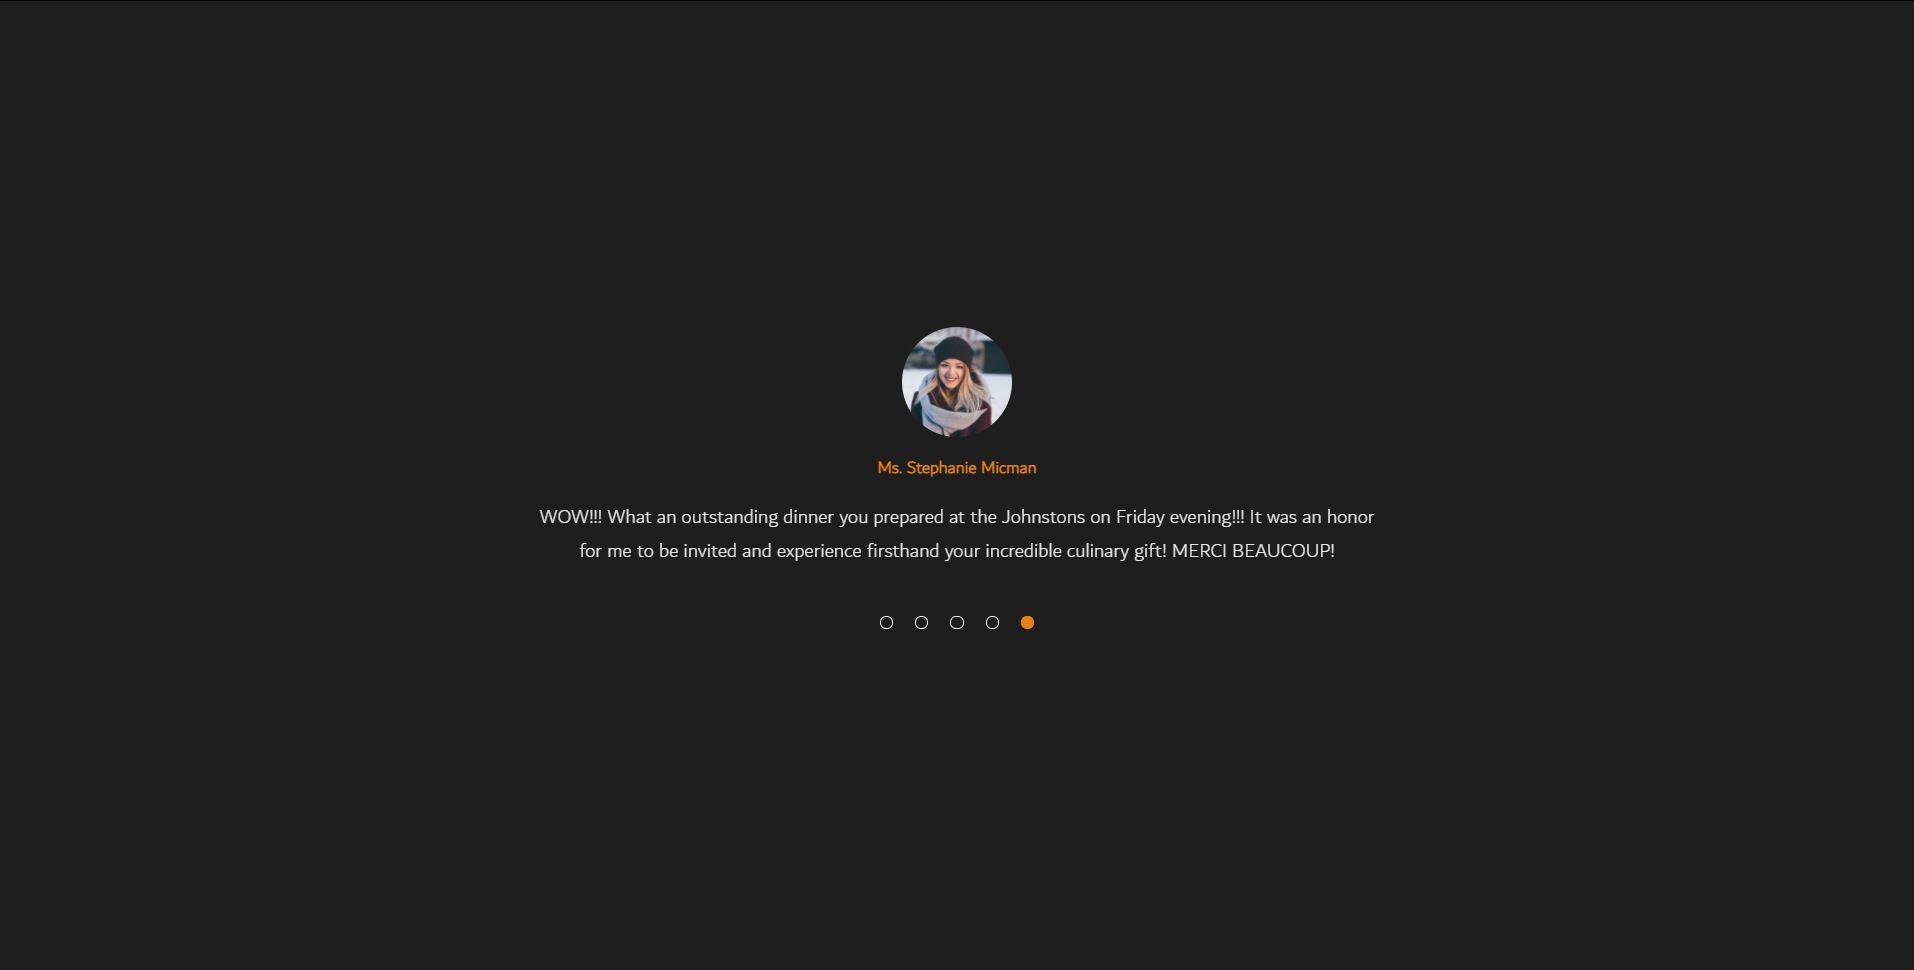 Ms. Stephanie Micman
WOW!!! What an outstanding dinner you prepared at the Johnstons on Friday evening!!! It was an honor
for me to be invited and experience firsthand your incredible culinary gift! MERCI BEAUCOUP!